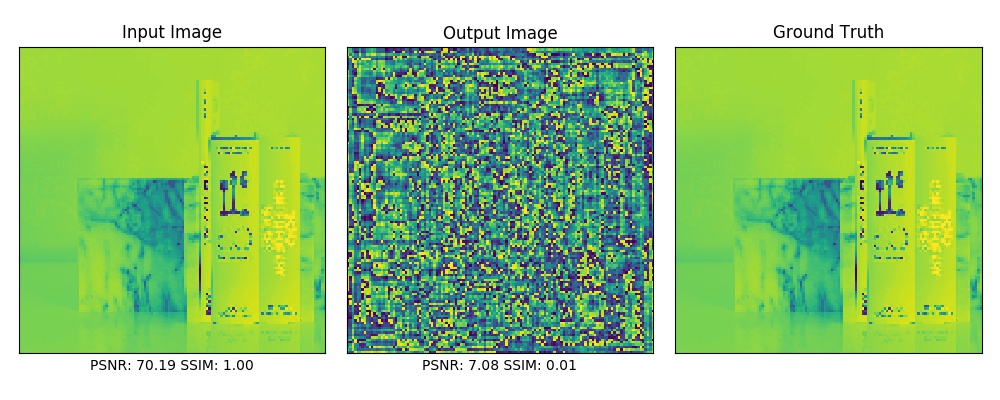 Input Image
Output Image
Ground Truth
PSNR: 70.19 SSIM: 1.00
PSNR: 7.08 SSIM: 0.01